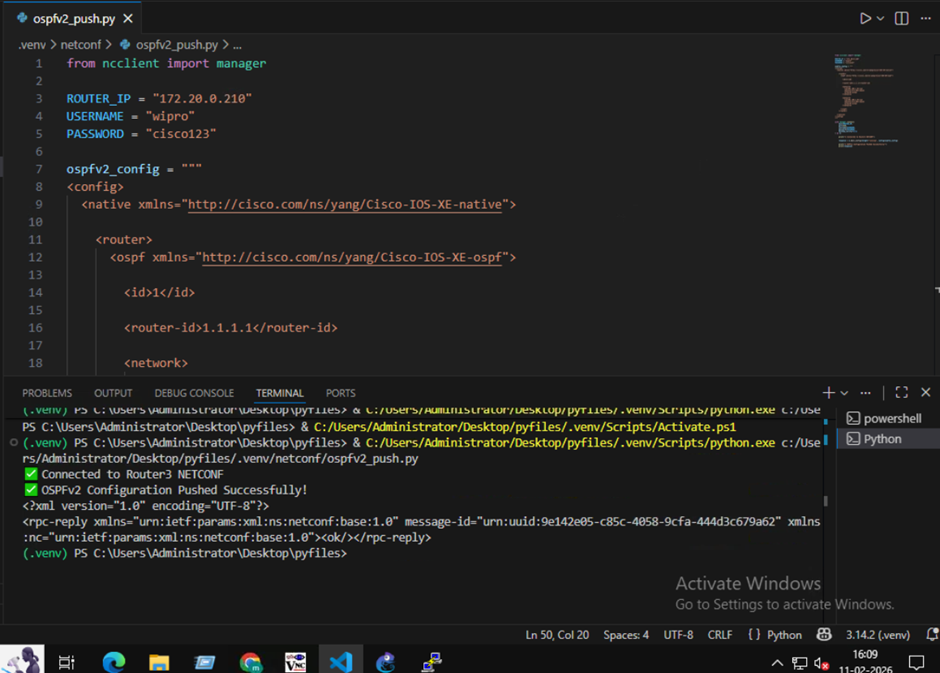 ospfv2_push.py
.venv > netconf > ospfv2_push.py > ...
1 from ncclient import manager
2
3 ROUTER_IP = "172.20.0.210"
4 USERNAME = "wipro"
5 PASSWORD = "cisco123"
6
7 ospfv2_config = """
8 <config>
9 <native xmlns="http://cisco.com/ns/yang/Cisco-IOS-XE-native">
10
11 <router>
12 <ospf xmlns="http://cisco.com/ns/yang/Cisco-IOS-XE-ospf">
13
14 <id>1</id>
15
16 <router-id>1.1.1.1</router-id>
17
18 <network>
PROBLEMS OUTPUT DEBUG CONSOLE TERMINAL PORTS
(.venv) PS C:\Users\Administrator\Desktop\pyfiles> & C:/Users/Administrator/Desktop/pyfiles/.venv/Scripts/python.exe c:/Use
PS C:\Users\Administrator\Desktop\pyfiles> & C:/Users/Administrator/Desktop/pyfiles/.venv/Scripts/Activate.ps1
(.venv) PS C:\Users\Administrator\Desktop\pyfiles> & C:/Users/Administrator/Desktop/pyfiles/.venv/Scripts/python.exe c:/Use
rs/Administrator/Desktop/pyfiles/.venv/netconf/ospfv2_push.py
✅ Connected to Router3 NETCONF
✅ OSPFv2 Configuration Pushed Successfully!
<?xml version="1.0" encoding="UTF-8"?>
<rpc-reply xmlns="urn:ietf:params:xml:ns:netconf:base:1.0" message-id="urn:uuid:9e142e05-c85c-4058-9cfa-444d3c679a62" xmlns
:nc="urn:ietf:params:xml:ns:netconf:base:1.0"><ok/></rpc-reply>
(.venv) PS C:\Users\Administrator\Desktop\pyfiles>
powershell
Python
Activate Windows
Go to Settings to activate Windows.
Ln 50, Col 20 Spaces: 4 UTF-8 CRLF { } Python 3.14.2 (.venv)
16:09
11-02-2026